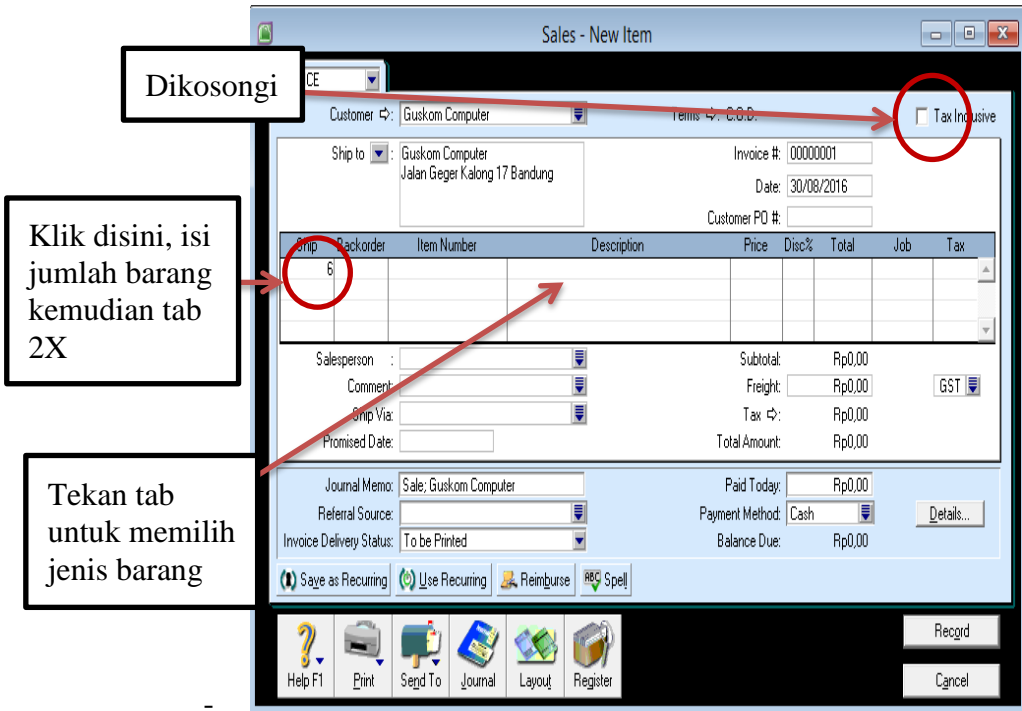 Sales - New Item
Dikosongi
CE
Customer : Guskom Computer
Terms : C.O.D.
Tax Inclusive
Ship to : Guskom Computer
Jalan Geger Kalong 17 Bandung
Invoice #: 00000001
Date: 30/08/2016
Customer PO #:
Klik disini, isi
jumlah barang
kemudian tab
2X
Ship Backorder Item Number Description Price Disc% Total Job Tax
6
Salesperson :
Subtotal: Rp0,00
Comment:
Freight: Rp0,00 GST
Ship Via:
Tax : Rp0,00
Promised Date:
Total Amount: Rp0,00
Tekan tab
untuk memilih
jenis barang
Journal Memo: Sale; Guskom Computer
Paid Today: Rp0,00
Referral Source:
Payment Method: Cash
Details...
Invoice Delivery Status: To be Printed
Balance Due: Rp0,00
Save as Recurring Use Recurring Reimburse ABC Spell
Help F1 Print Send To Journal Layout Register
Record
Cancel
-